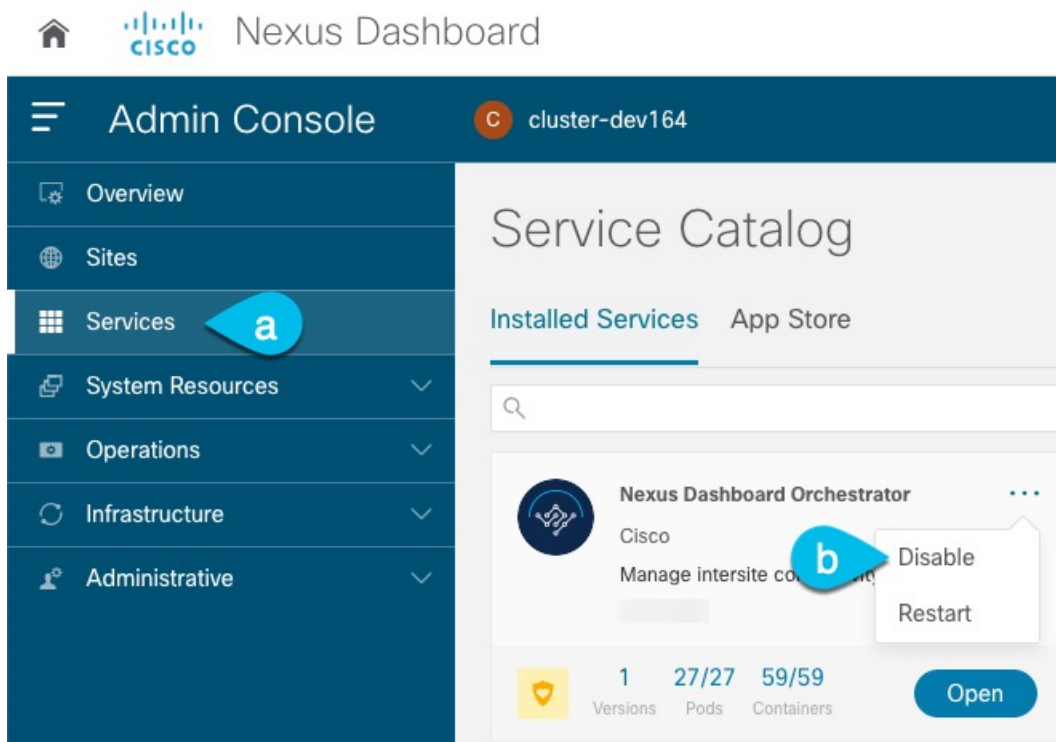 CISCO Nexus Dashboard
Admin Console
C cluster-dev164
Overview
Sites
Services a
System Resources
Operations
Infrastructure
Administrative
Service Catalog
Installed Services App Store
Nexus Dashboard Orchestrator ...
Cisco
Manage intersite
b Disable
Restart
1 27/27 59/59
Versions Pods Containers
Open